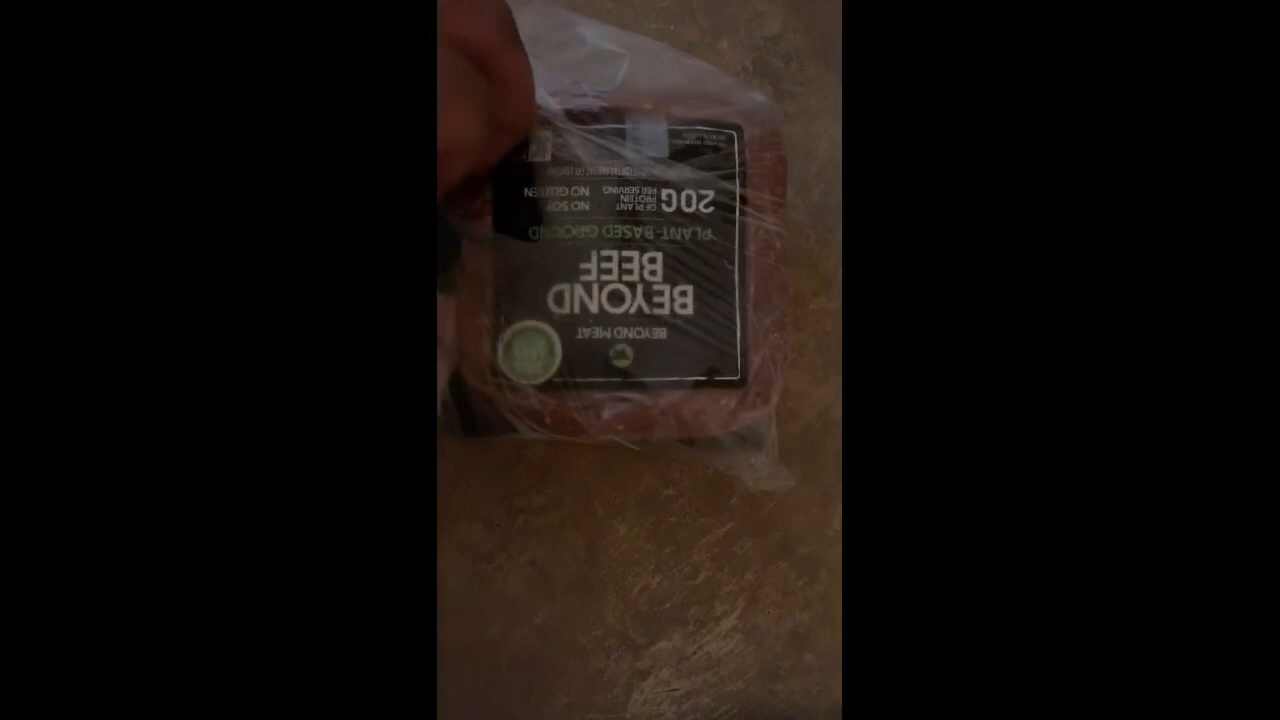 BEYOND MEAT
BEYOND
BEEF
PLANT-BASED GROUND
20G OF PLANT PROTEIN PER SERVING
NO SOY
NO GLUTEN